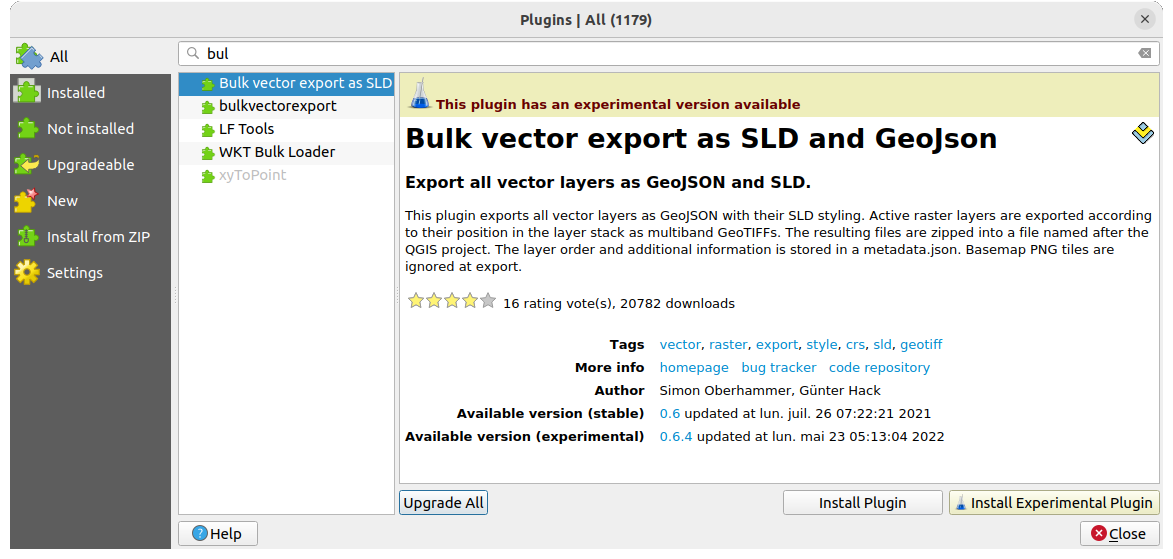 Plugins | All (1179)
All
Installed
Not installed
Upgradeable
New
Install from ZIP
Settings
bul
Bulk vector export as SLD
bulkvectorexport
LF Tools
WKT Bulk Loader
xyToPoint
This plugin has an experimental version available
Bulk vector export as SLD and GeoJson
Export all vector layers as GeoJSON and SLD.
This plugin exports all vector layers as GeoJSON with their SLD styling. Active raster layers are exported according
to their position in the layer stack as multiband GeoTIFFs. The resulting files are zipped into a file named after the
QGIS project. The layer order and additional information is stored in a metadata.json. Basemap PNG tiles are
ignored at export.
16 rating vote(s), 20782 downloads
Tags vector, raster, export, style, crs, sld, geotiff
More info homepage bug tracker code repository
Author Simon Oberhammer, Günter Hack
Available version (stable) 0.6 updated at lun. juil. 26 07:22:21 2021
Available version (experimental) 0.6.4 updated at lun. mai 23 05:13:04 2022
Upgrade All Install Plugin Install Experimental Plugin
Help Close